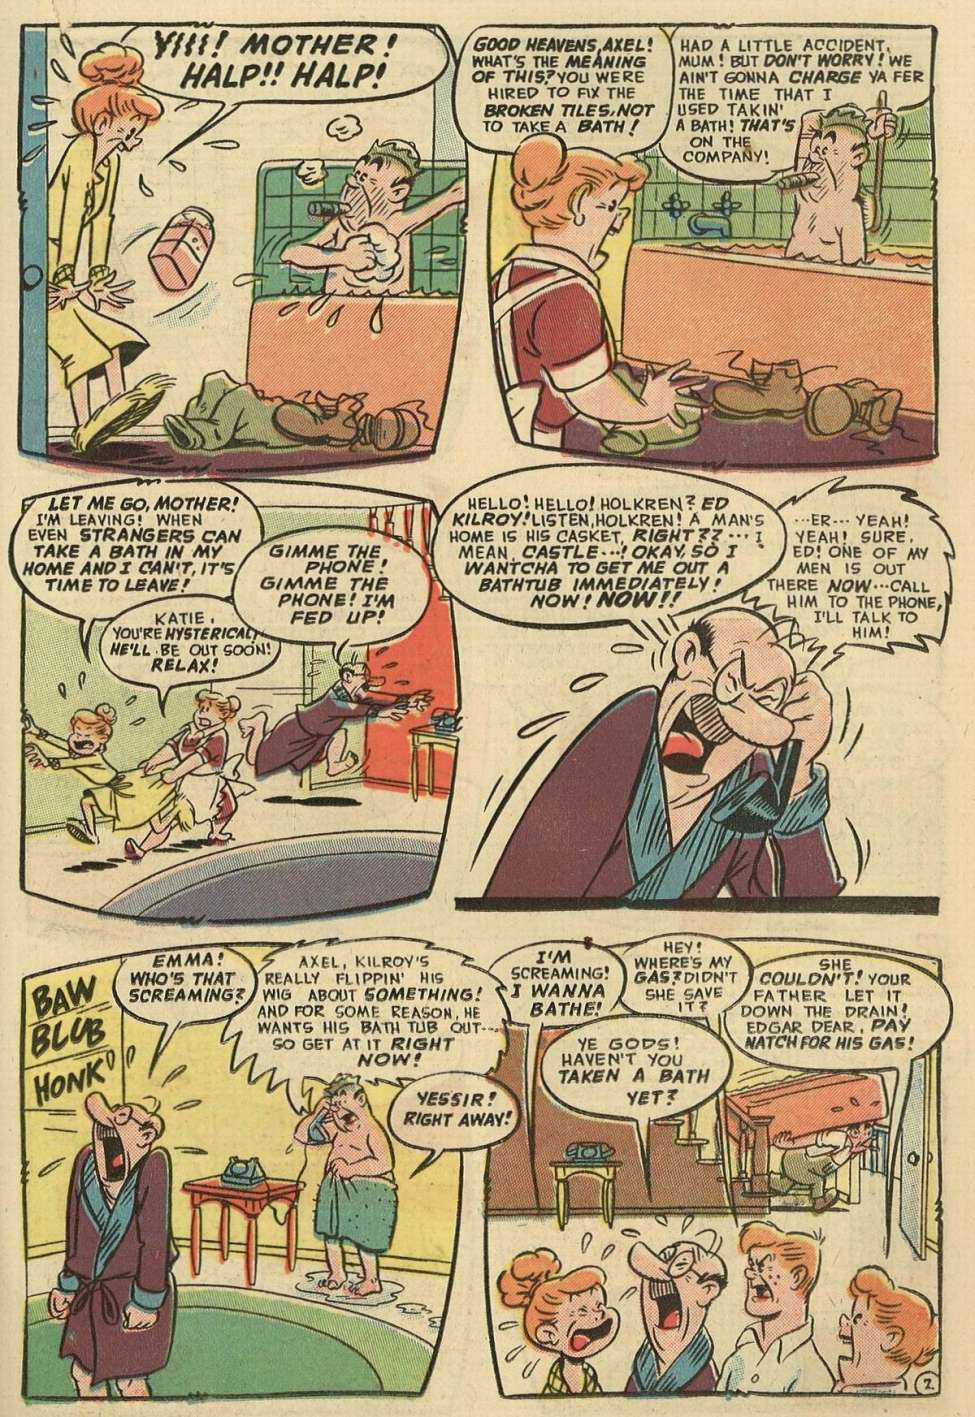 YIIII! MOTHER!
HALP!! HALP!
GOOD HEAVENS, AXEL!
WHAT'S THE MEANING
OF THIS? YOU WERE
HIRED TO FIX THE
BROKEN TILES, NOT
TO TAKE A BATH!
HAD A LITTLE ACCIDENT,
MUM! BUT DON'T WORRY! WE
AIN'T GONNA CHARGE YA FER
THE TIME THAT I
USED TAKIN'
A BATH! THAT'S
ON THE
COMPANY!
LET ME GO, MOTHER!
I'M LEAVING! WHEN
EVEN STRANGERS CAN
TAKE A BATH IN MY
HOME AND I CAN'T, IT'S
TIME TO LEAVE!
KATIE,
YOU'RE HYSTERICAL!
HE'LL BE OUT SOON!
RELAX!
GIMME THE
PHONE!
GIMME THE
PHONE! I'M
FED UP!
HELLO! HELLO! HOLKREN? ED
KILROY! LISTEN, HOLKREN! A MAN'S
HOME IS HIS CASKET, RIGHT??--- I
MEAN, CASTLE---! OKAY, SO I
WANTCHA TO GET ME OUT A
BATHTUB IMMEDIATELY!
NOW! NOW!!
---ER--- YEAH!
YEAH! SURE,
ED! ONE OF MY
MEN IS OUT
THERE NOW---CALL
HIM TO THE PHONE,
I'LL TALK TO
HIM!
BAW
BLUB
HONK
EMMA!
WHO'S THAT
SCREAMING?
AXEL, KILROY'S
REALLY FLIPPIN' HIS
WIG ABOUT SOMETHING!
AND FOR SOME REASON, HE
WANTS HIS BATH TUB OUT---
SO GET AT IT RIGHT
NOW!
YESSIR!
RIGHT AWAY!
I'M
SCREAMING!
I WANNA
BATHE!
HEY!
WHERE'S MY
GAS? DIDN'T
SHE SAVE
IT?
YE GODS!
HAVEN'T YOU
TAKEN A BATH
YET?
SHE
COULDN'T! YOUR
FATHER LET IT
DOWN THE DRAIN!
EDGAR DEAR, PAY
NATCH FOR HIS GAS!
2